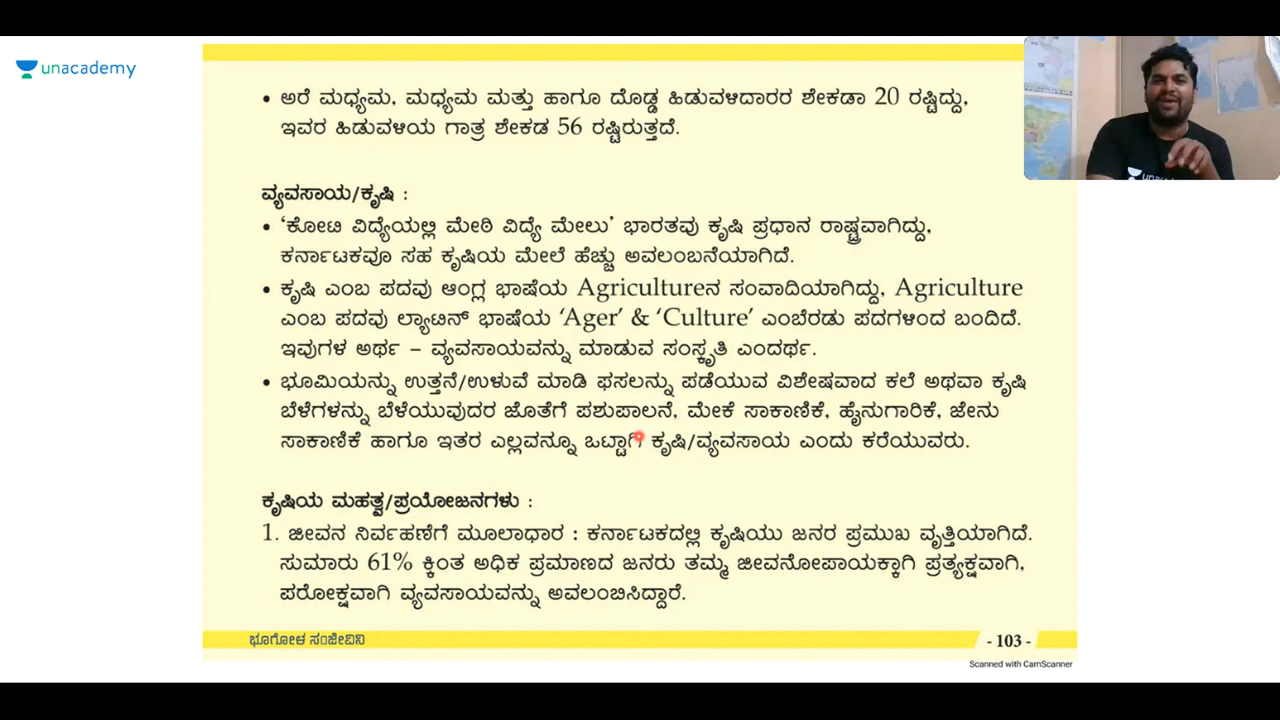 unacademy
• ಅರೆ ಮಧ್ಯಮ, ಮಧ್ಯಮ ಮತ್ತು ಹಾಗೂ ದೊಡ್ಡ ಹಿಡುವಳಿದಾರರ ಶೇಕಡಾ 20 ರಷ್ಟಿದ್ದು,
ಇವರ ಹಿಡುವಳಿಯ ಗಾತ್ರ ಶೇಕಡ 56 ರಷ್ಟಿರುತ್ತದೆ.
ವ್ಯವಸಾಯ/ಕೃಷಿ :
• 'ಕೋಟಿ ವಿದ್ಯೆಯಲ್ಲಿ ಮೇಠಿ ವಿದ್ಯೆ ಮೇಲು' ಭಾರತವು ಕೃಷಿ ಪ್ರಧಾನ ರಾಷ್ಟ್ರವಾಗಿದ್ದು,
ಕರ್ನಾಟಕವೂ ಸಹ ಕೃಷಿಯ ಮೇಲೆ ಹೆಚ್ಚು ಅವಲಂಬನೆಯಾಗಿದೆ.
• ಕೃಷಿ ಎಂಬ ಪದವು ಆಂಗ್ಲ ಭಾಷೆಯ Agricultureನ ಸಂವಾದಿಯಾಗಿದ್ದು, Agriculture
ಎಂಬ ಪದವು ಲ್ಯಾಟಿನ್ ಭಾಷೆಯ 'Ager' & 'Culture' ಎಂಬೆರಡು ಪದಗಳಿಂದ ಬಂದಿದೆ.
ಇವುಗಳ ಅರ್ಥ – ವ್ಯವಸಾಯವನ್ನು ಮಾಡುವ ಸಂಸ್ಕೃತಿ ಎಂದರ್ಥ.
• ಭೂಮಿಯನ್ನು ಉತ್ತನೆ/ಉಳುವೆ ಮಾಡಿ ಫಸಲನ್ನು ಪಡೆಯುವ ವಿಶೇಷವಾದ ಕಲೆ ಅಥವಾ ಕೃಷಿ
ಬೆಳೆಗಳನ್ನು ಬೆಳೆಯುವುದರ ಜೊತೆಗೆ ಪಶುಪಾಲನೆ, ಮೇಕೆ ಸಾಕಾಣಿಕೆ, ಹೈನುಗಾರಿಕೆ, ಜೇನು
ಸಾಕಾಣಿಕೆ ಹಾಗೂ ಇತರ ಎಲ್ಲವನ್ನೂ ಒಟ್ಟಾಗಿ ಕೃಷಿ/ವ್ಯವಸಾಯ ಎಂದು ಕರೆಯುವರು.
ಕೃಷಿಯ ಮಹತ್ವ/ಪ್ರಯೋಜನಗಳು :
1. ಜೀವನ ನಿರ್ವಹಣೆಗೆ ಮೂಲಾಧಾರ : ಕರ್ನಾಟಕದಲ್ಲಿ ಕೃಷಿಯು ಜನರ ಪ್ರಮುಖ ವೃತ್ತಿಯಾಗಿದೆ.
ಸುಮಾರು 61% ಕ್ಕಿಂತ ಅಧಿಕ ಪ್ರಮಾಣದ ಜನರು ತಮ್ಮ ಜೀವನೋಪಾಯಕ್ಕಾಗಿ ಪ್ರತ್ಯಕ್ಷವಾಗಿ,
ಪರೋಕ್ಷವಾಗಿ ವ್ಯವಸಾಯವನ್ನು ಅವಲಂಬಿಸಿದ್ದಾರೆ.
ಭೂಗೋಳ ಸಂಜೀವಿನಿ
- 103 -
Scanned with CamScanner